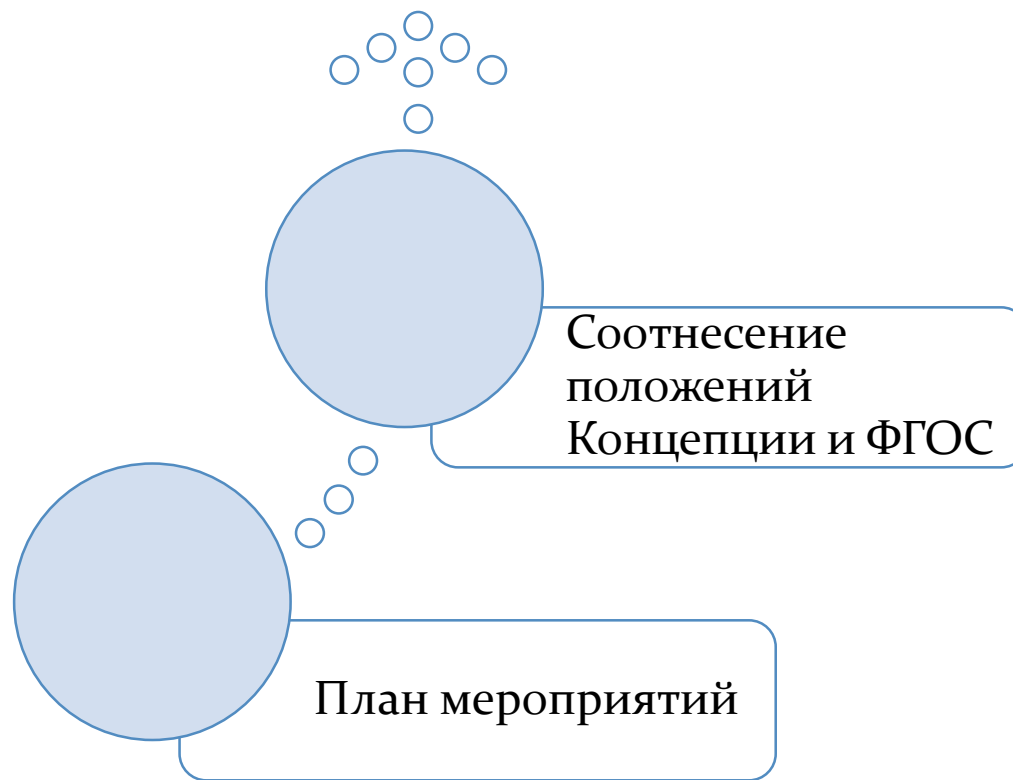 Соотнесение
положений
Концепции и ФГОС
План мероприятий